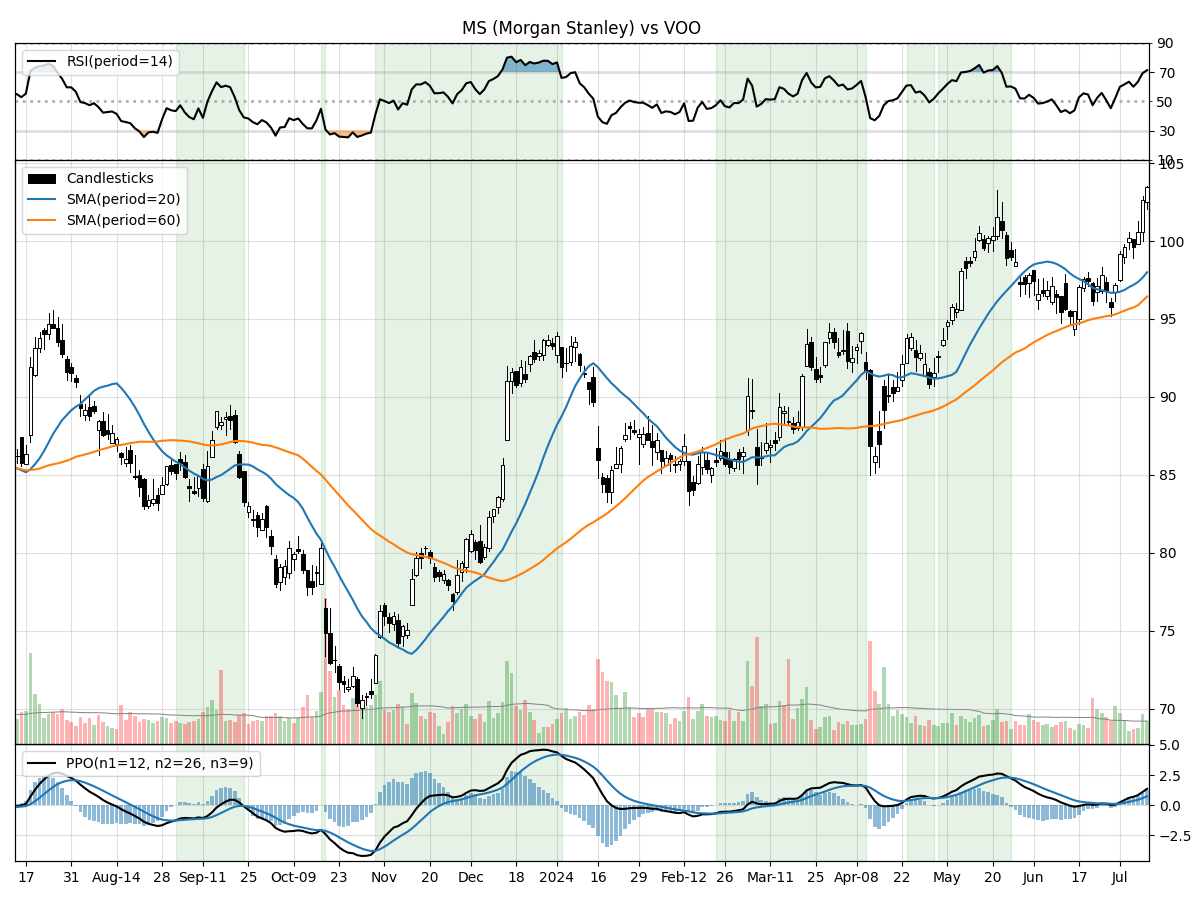 MS (Morgan Stanley) vs VOO
RSI(period=14)
90
70
50
30
10
Candlesticks
SMA(period=20)
SMA(period=60)
105
100
95
90
85
80
75
70
PPO(n1=12, n2=26, n3=9)
5.0
2.5
0.0
−2.5
17 31 Aug-14 28 Sep-11 25 Oct-09 23 Nov 20 Dec 18 2024 16 29 Feb-12 26 Mar-11 25 Apr-08 22 May 20 Jun 17 Jul